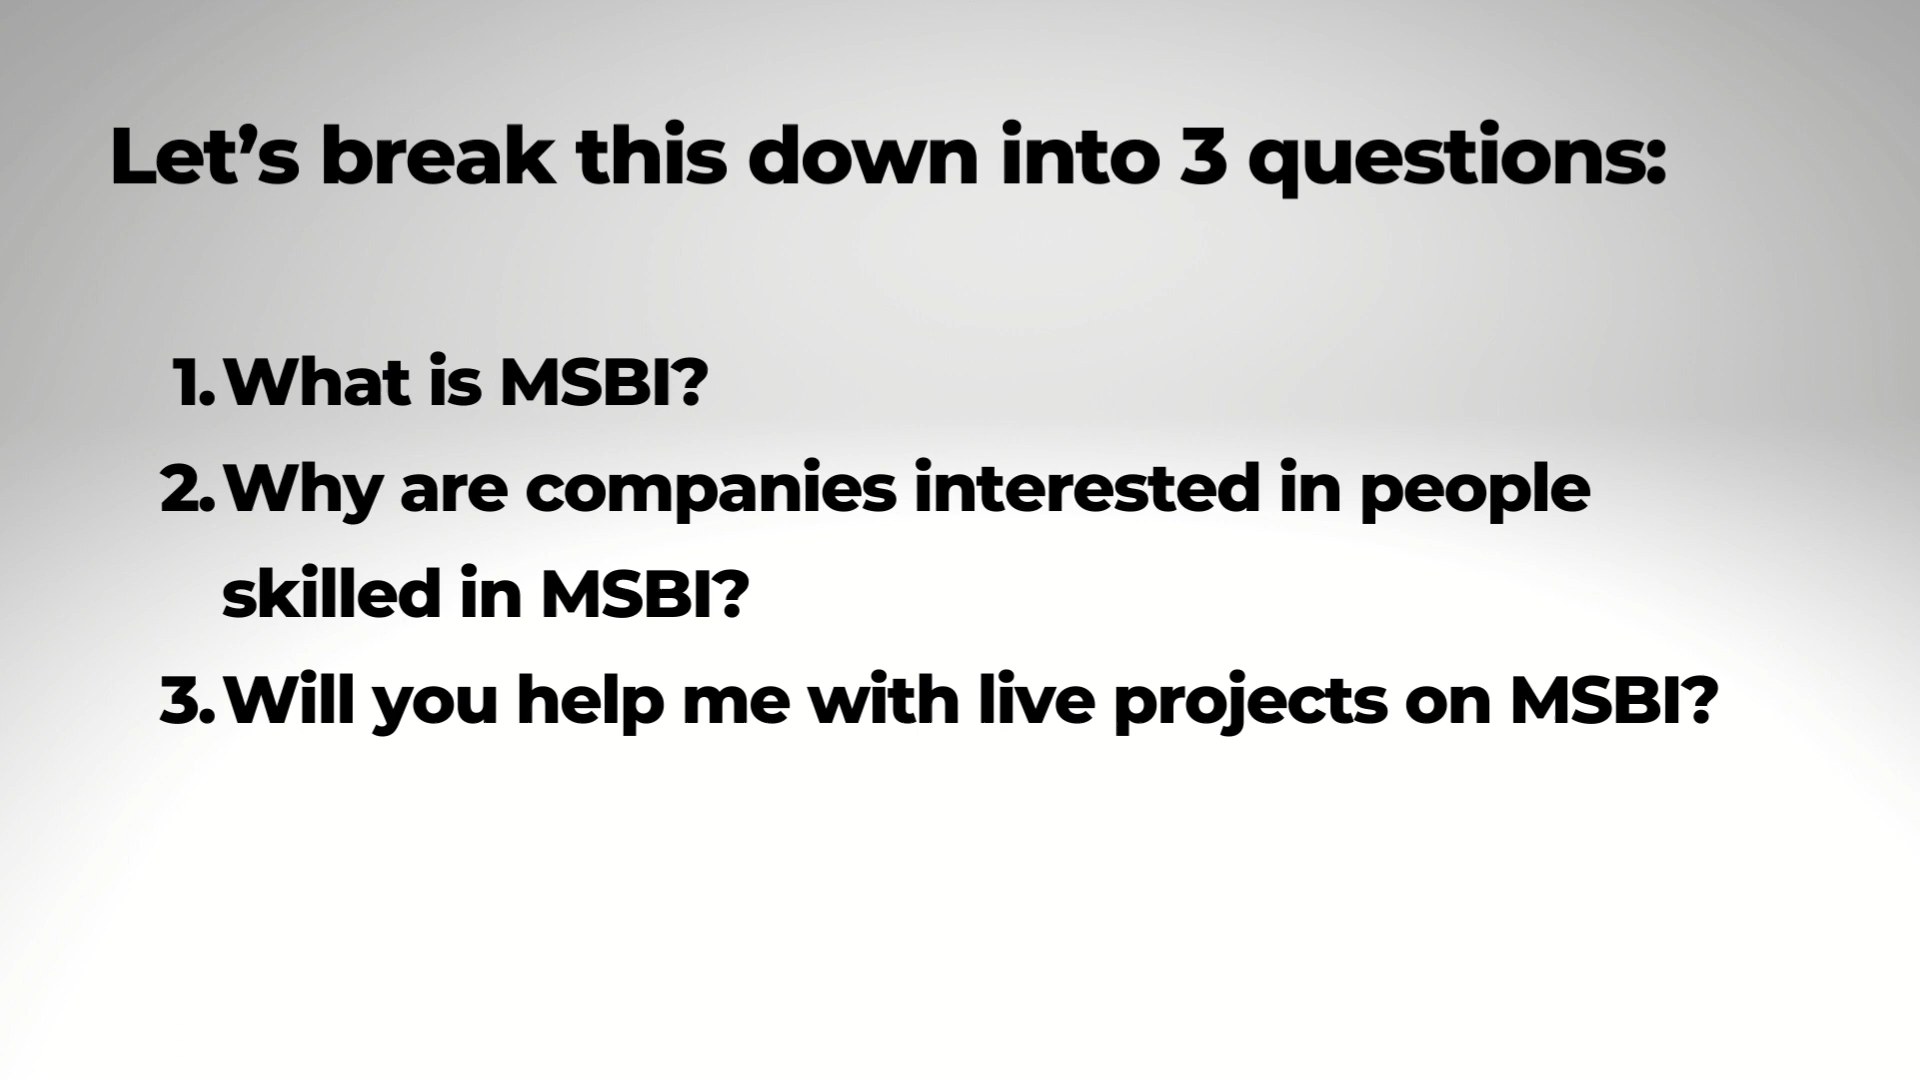 Let’s break this down into 3 questions:
1. What is MSBI?
2. Why are companies interested in people
skilled in MSBI?
3. Will you help me with live projects on MSBI?